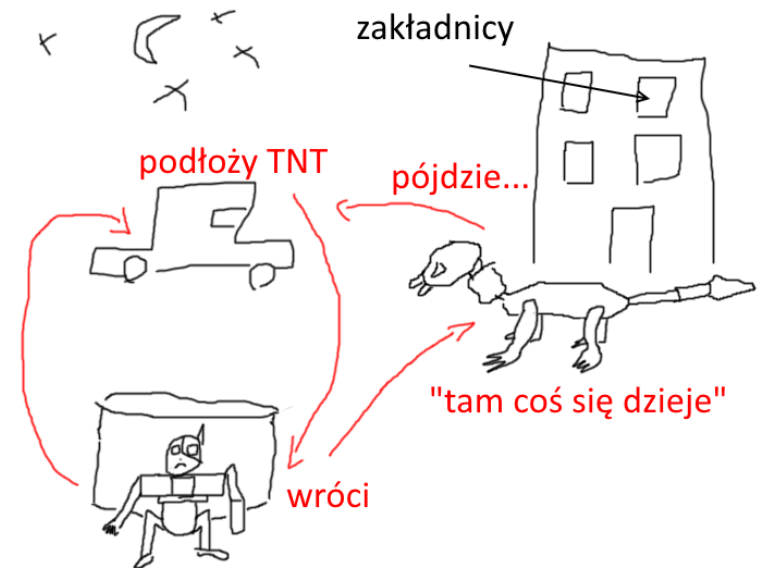 zakładnicy
podłoży TNT
pójdzie...
"tam coś się dzieje"
wróci